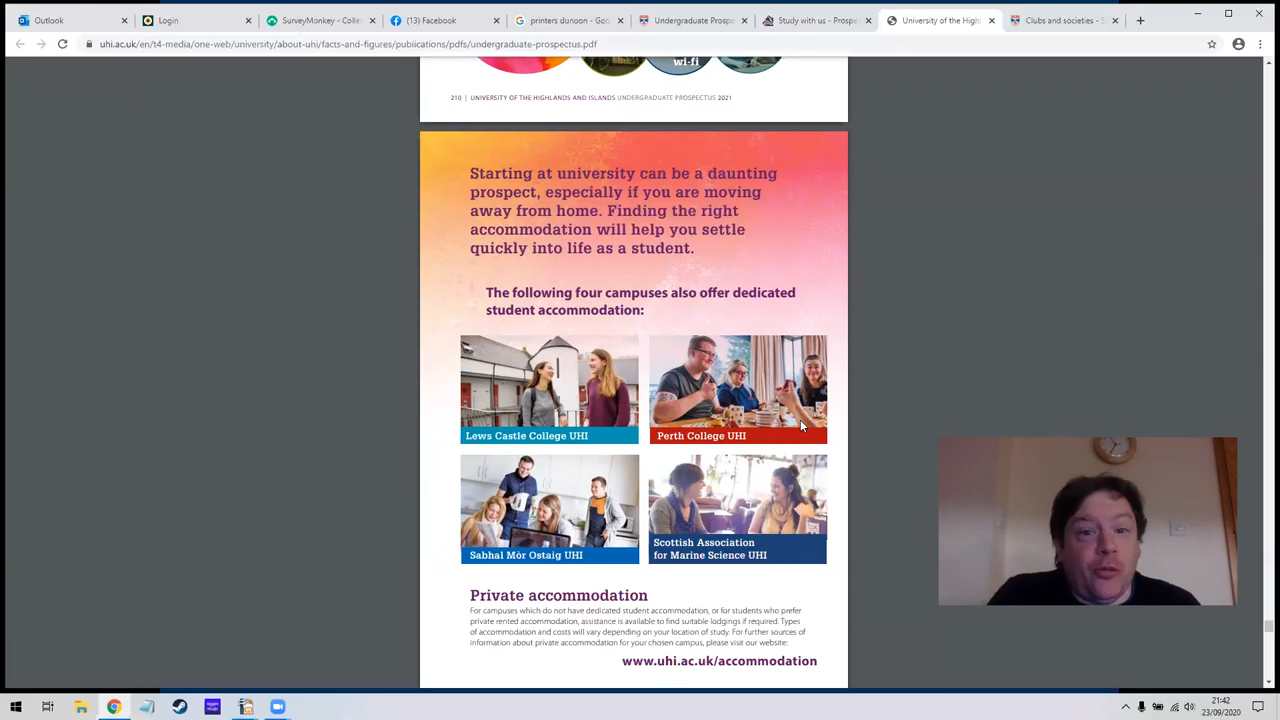 Outlook
Login
SurveyMonkey - Collec
(13) Facebook
printers dunoon - Goo
Undergraduate Prospe
Study with us - Prospe
University of the High
Clubs and societies - S
uhi.ac.uk/en/t4-media/one-web/university/about-uhi/facts-and-figures/publications/pdfs/undergraduate-prospectus.pdf
wi-fi
210 | UNIVERSITY OF THE HIGHLANDS AND ISLANDS UNDERGRADUATE PROSPECTUS 2021
Starting at university can be a daunting
prospect, especially if you are moving
away from home. Finding the right
accommodation will help you settle
quickly into life as a student.
The following four campuses also offer dedicated
student accommodation:
Lews Castle College UHI
Perth College UHI
Sabhal Mòr Ostaig UHI
Scottish Association
for Marine Science UHI
Private accommodation
For campuses which do not have dedicated student accommodation, or for students who prefer
private rented accommodation, assistance is available to find suitable lodgings if required. Types
of accommodation and costs will vary depending on your location of study. For further sources of
information about private accommodation for your chosen campus, please visit our website:
www.uhi.ac.uk/accommodation
21:42
23/09/2020